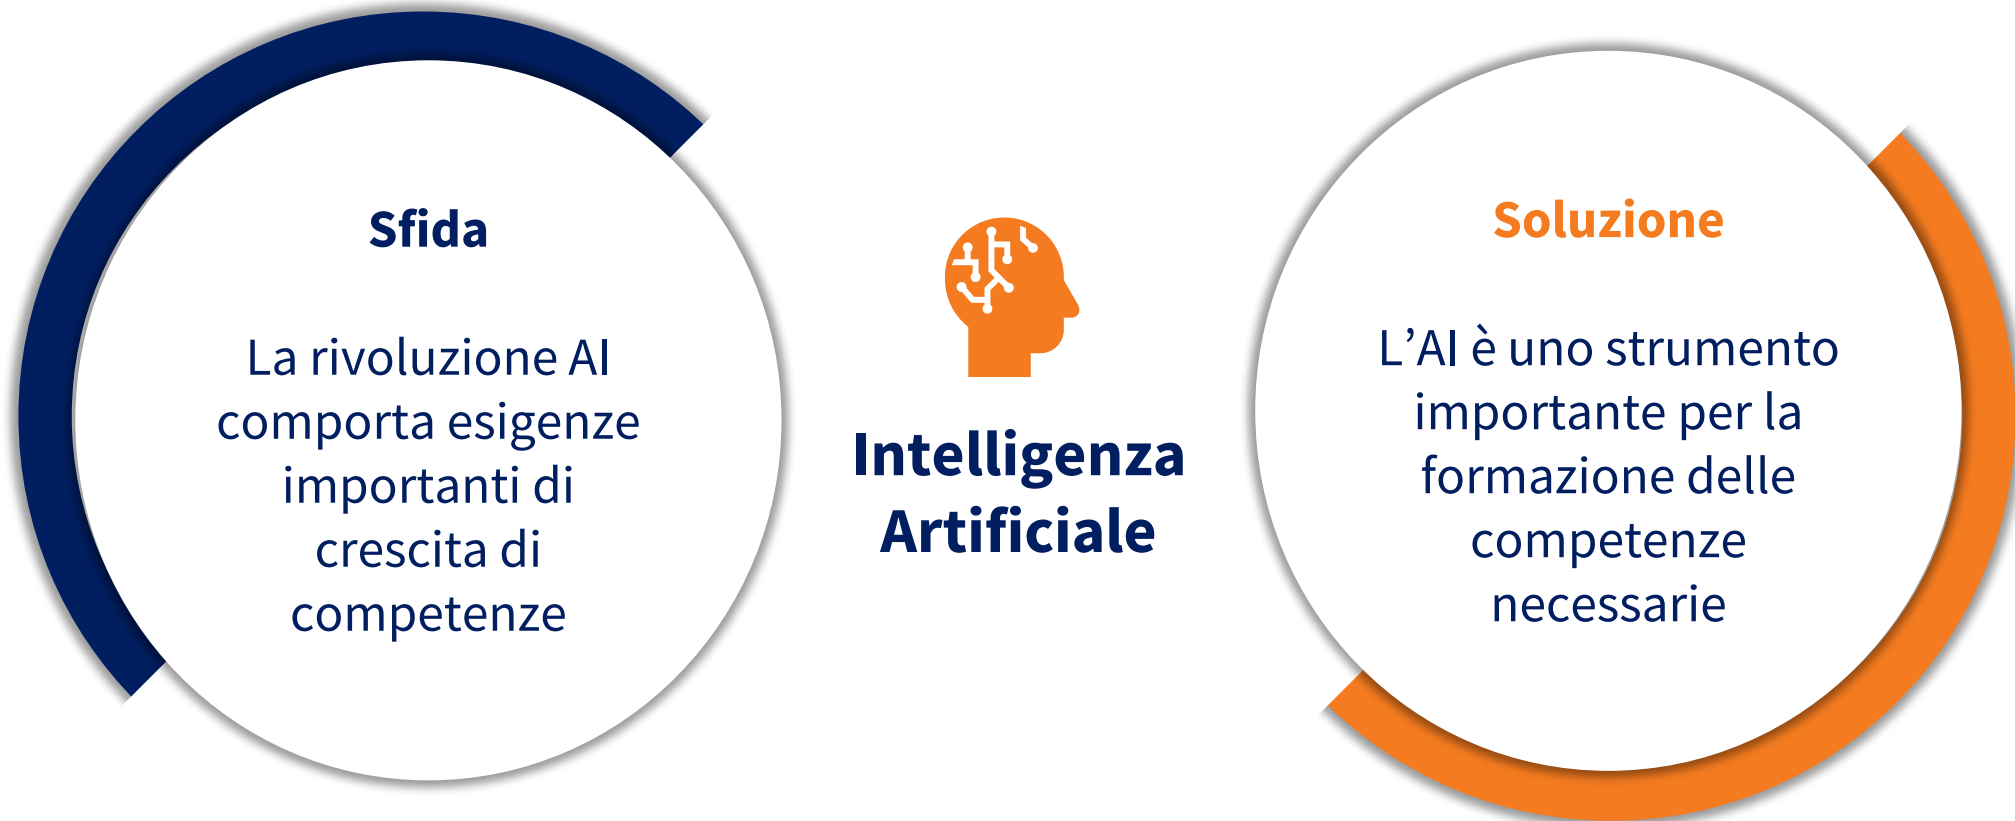 Sfida
La rivoluzione AI
comporta esigenze
importanti di
crescita di
competenze
Intelligenza
Artificiale
Soluzione
L’AI è uno strumento
importante per la
formazione delle
competenze
necessarie